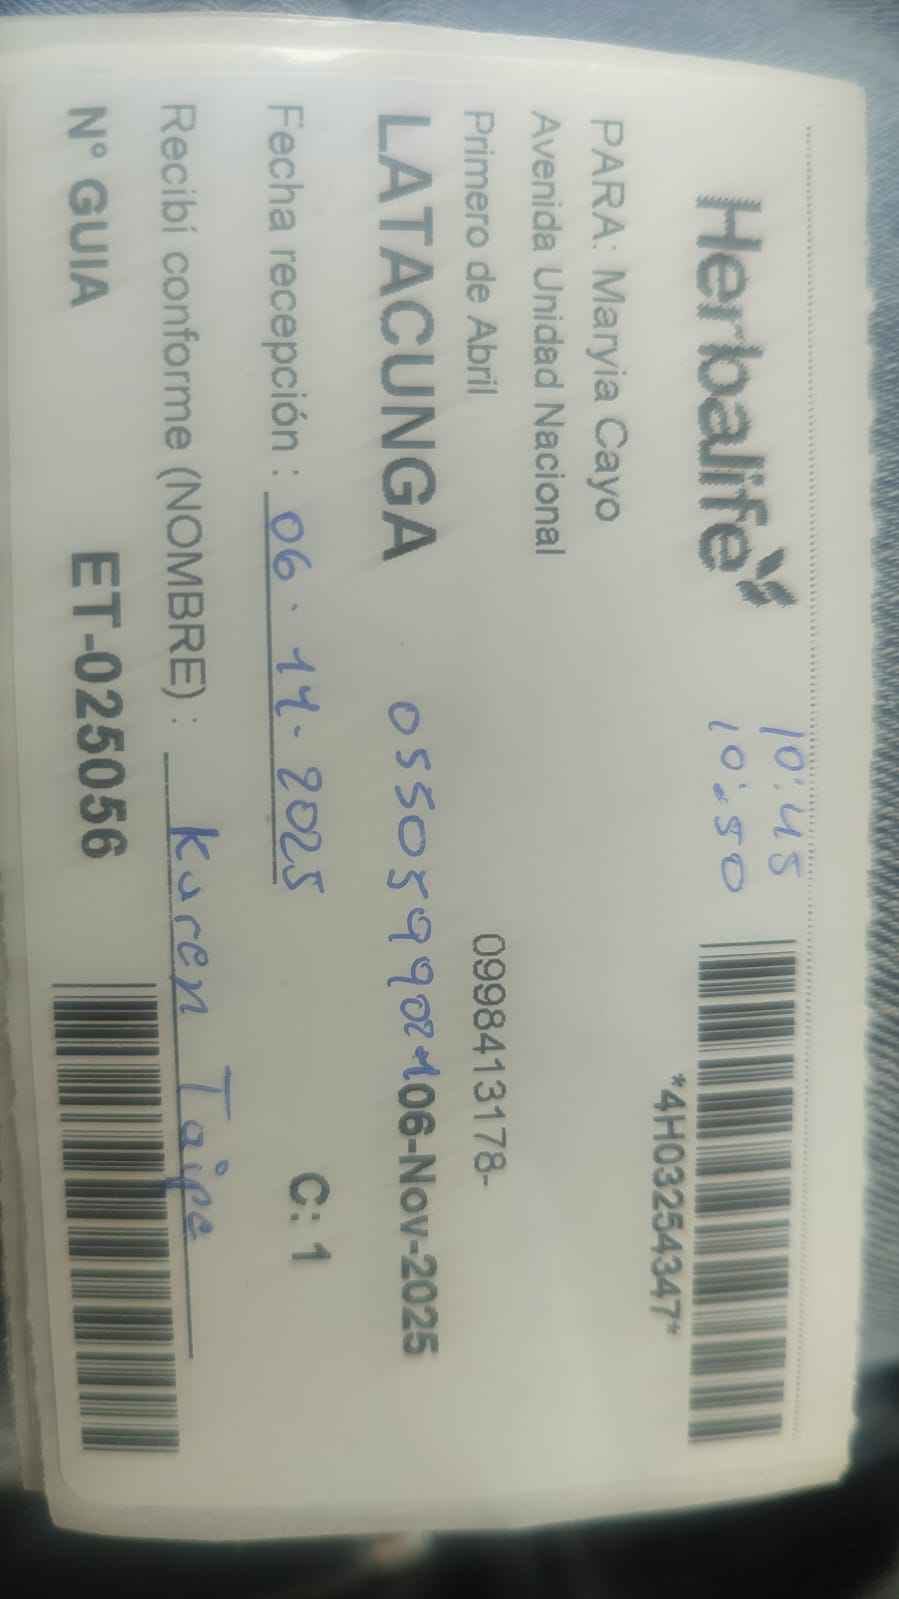 Herbalife
10:45
10:50
*4H03254347*
PARA: Maryia Cayo
Avenida Unidad Nacional
Primero de Abril
0998413178-
LATACUNGA
06-Nov-2025
Fecha recepción : 06 . 11 . 2025
C: 1
Recibí conforme (NOMBRE) : Karen Taipe
N° GUIA ET-025056